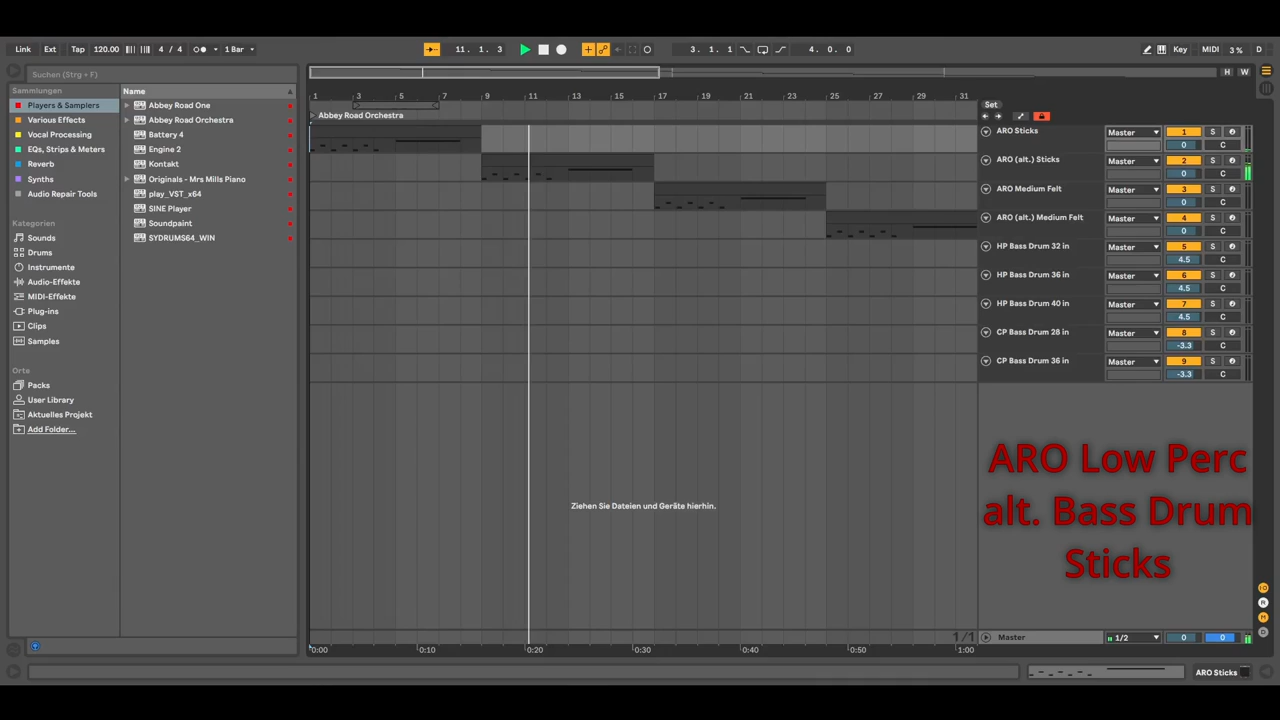 Link Ext Tap 120.00 4 / 4 1 Bar 11. 1. 3 3. 1. 1 4. 0. 0 Key MIDI 3 % D
Suchen (Strg + F)
H W
Sammlungen
Players & Samplers
Various Effects
Vocal Processing
EQs, Strips & Meters
Reverb
Synths
Audio Repair Tools
Kategorien
Sounds
Drums
Instrumente
Audio-Effekte
MIDI-Effekte
Plug-ins
Clips
Samples
Orte
Packs
User Library
Aktuelles Projekt
Add Folder...
Name
Abbey Road One
Abbey Road Orchestra
Battery 4
Engine 2
Kontakt
Originals - Mrs Mills Piano
play_VST_x64
SINE Player
Soundpaint
SYDRUMS64_WIN
1 3 5 7 9 11 13 15 17 19 21 23 25 27 29 31
Set
Abbey Road Orchestra
ARO Sticks Master 1 S
0 C
ARO (alt.) Sticks Master 2 S
0 C
ARO Medium Felt Master 3 S
0 C
ARO (alt.) Medium Felt Master 4 S
0 C
HP Bass Drum 32 in Master 5 S
4.5 C
HP Bass Drum 36 in Master 6 S
4.5 C
HP Bass Drum 40 in Master 7 S
4.5 C
CP Bass Drum 28 in Master 8 S
-3.3 C
CP Bass Drum 36 in Master 9 S
-3.3 C
ARO Low Perc
alt. Bass Drum
Sticks
Ziehen Sie Dateien und Geräte hierhin.
IO
R
M
D
1/1 Master 1/2 0 0
0:00 0:10 0:20 0:30 0:40 0:50 1:00
ARO Sticks